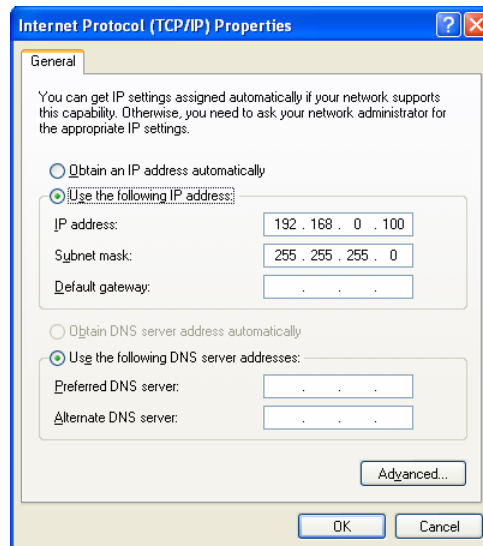 Internet Protocol (TCP/IP) Properties
General
You can get IP settings assigned automatically if your network supports
this capability. Otherwise, you need to ask your network administrator for
the appropriate IP settings.
Obtain an IP address automatically
Use the following IP address:
IP address: 192 . 168 . 0 . 100
Subnet mask: 255 . 255 . 255 . 0
Default gateway: . . .
Obtain DNS server address automatically
Use the following DNS server addresses:
Preferred DNS server: . . .
Alternate DNS server: . . .
Advanced...
OK Cancel